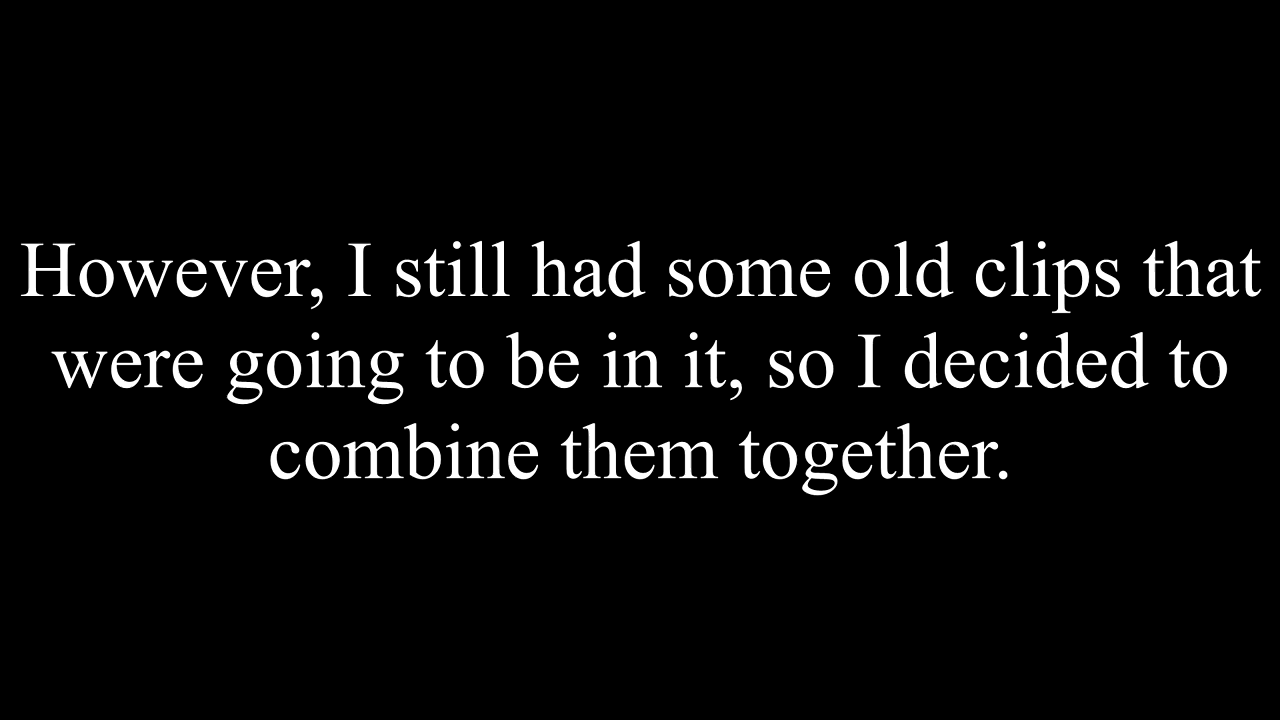 However, I still had some old clips that
were going to be in it, so I decided to
combine them together.